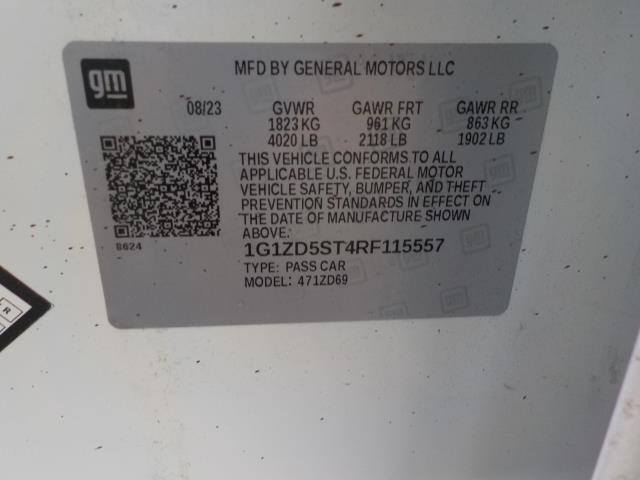 gm
MFD BY GENERAL MOTORS LLC
08/23 GVWR GAWR FRT GAWR RR
1823 KG 961 KG 863 KG
4020 LB 2118 LB 1902 LB
THIS VEHICLE CONFORMS TO ALL
APPLICABLE U.S. FEDERAL MOTOR
VEHICLE SAFETY, BUMPER, AND THEFT
PREVENTION STANDARDS IN EFFECT ON
THE DATE OF MANUFACTURE SHOWN
ABOVE.
8624
1G1ZD5ST4RF115557
TYPE: PASS CAR
MODEL: 471ZD69
R